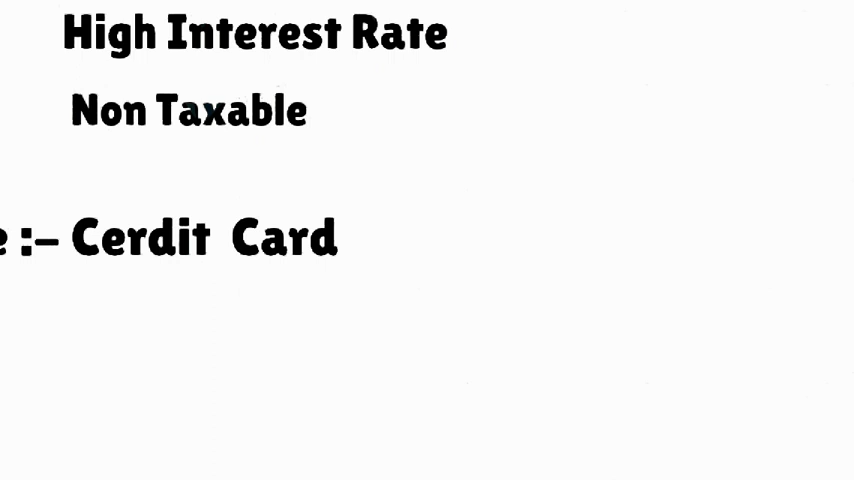 High Interest Rate
Non Taxable
e :– Cerdit Card